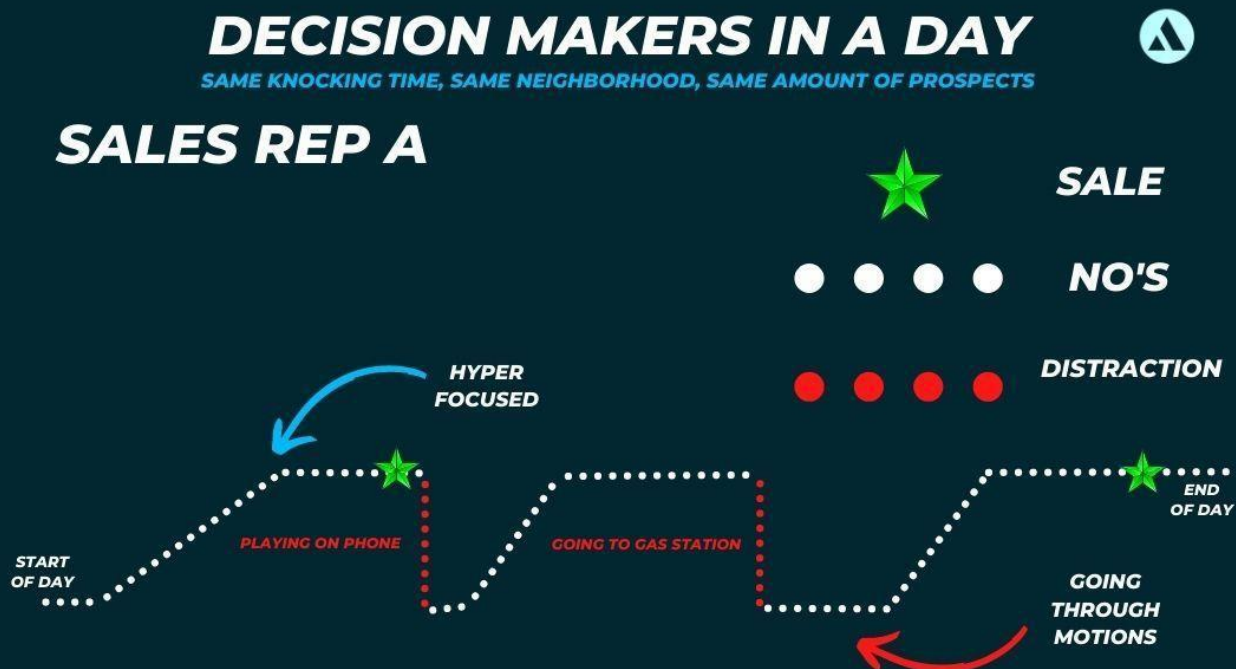 DECISION MAKERS IN A DAY
SAME KNOCKING TIME, SAME NEIGHBORHOOD, SAME AMOUNT OF PROSPECTS
SALES REP A
SALE
NO'S
DISTRACTION
HYPER
FOCUSED
START
OF DAY
PLAYING ON PHONE
GOING TO GAS STATION
END
OF DAY
GOING
THROUGH
MOTIONS